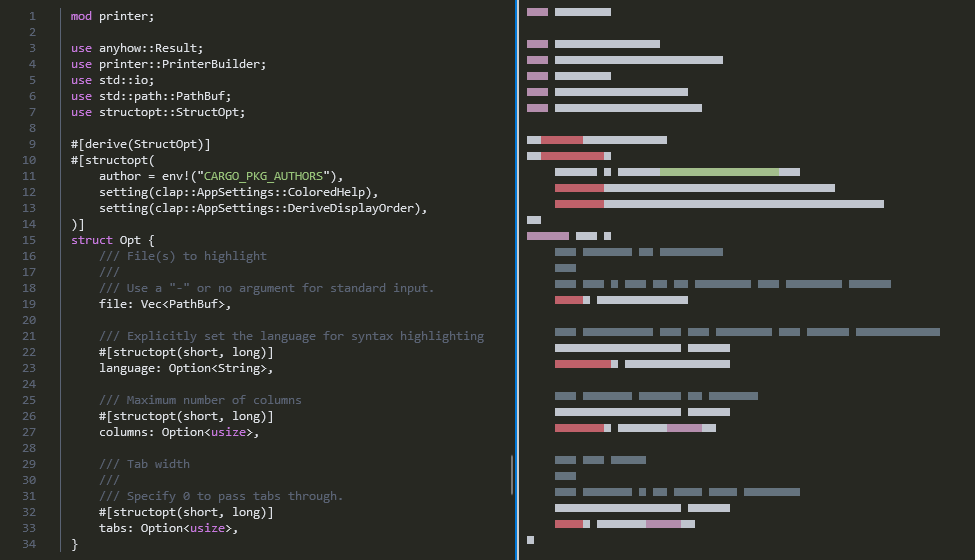 1 mod printer;
2
3 use anyhow::Result;
4 use printer::PrinterBuilder;
5 use std::io;
6 use std::path::PathBuf;
7 use structopt::StructOpt;
8
9 #[derive(StructOpt)]
10 #[structopt(
11     author = env!("CARGO_PKG_AUTHORS"),
12     setting(clap::AppSettings::ColoredHelp),
13     setting(clap::AppSettings::DeriveDisplayOrder),
14 )]
15 struct Opt {
16     /// File(s) to highlight
17     ///
18     /// Use a "-" or no argument for standard input.
19     file: Vec<PathBuf>,
20
21     /// Explicitly set the language for syntax highlighting
22     #[structopt(short, long)]
23     language: Option<String>,
24
25     /// Maximum number of columns
26     #[structopt(short, long)]
27     columns: Option<usize>,
28
29     /// Tab width
30     ///
31     /// Specify 0 to pass tabs through.
32     #[structopt(short, long)]
33     tabs: Option<usize>,
34 }